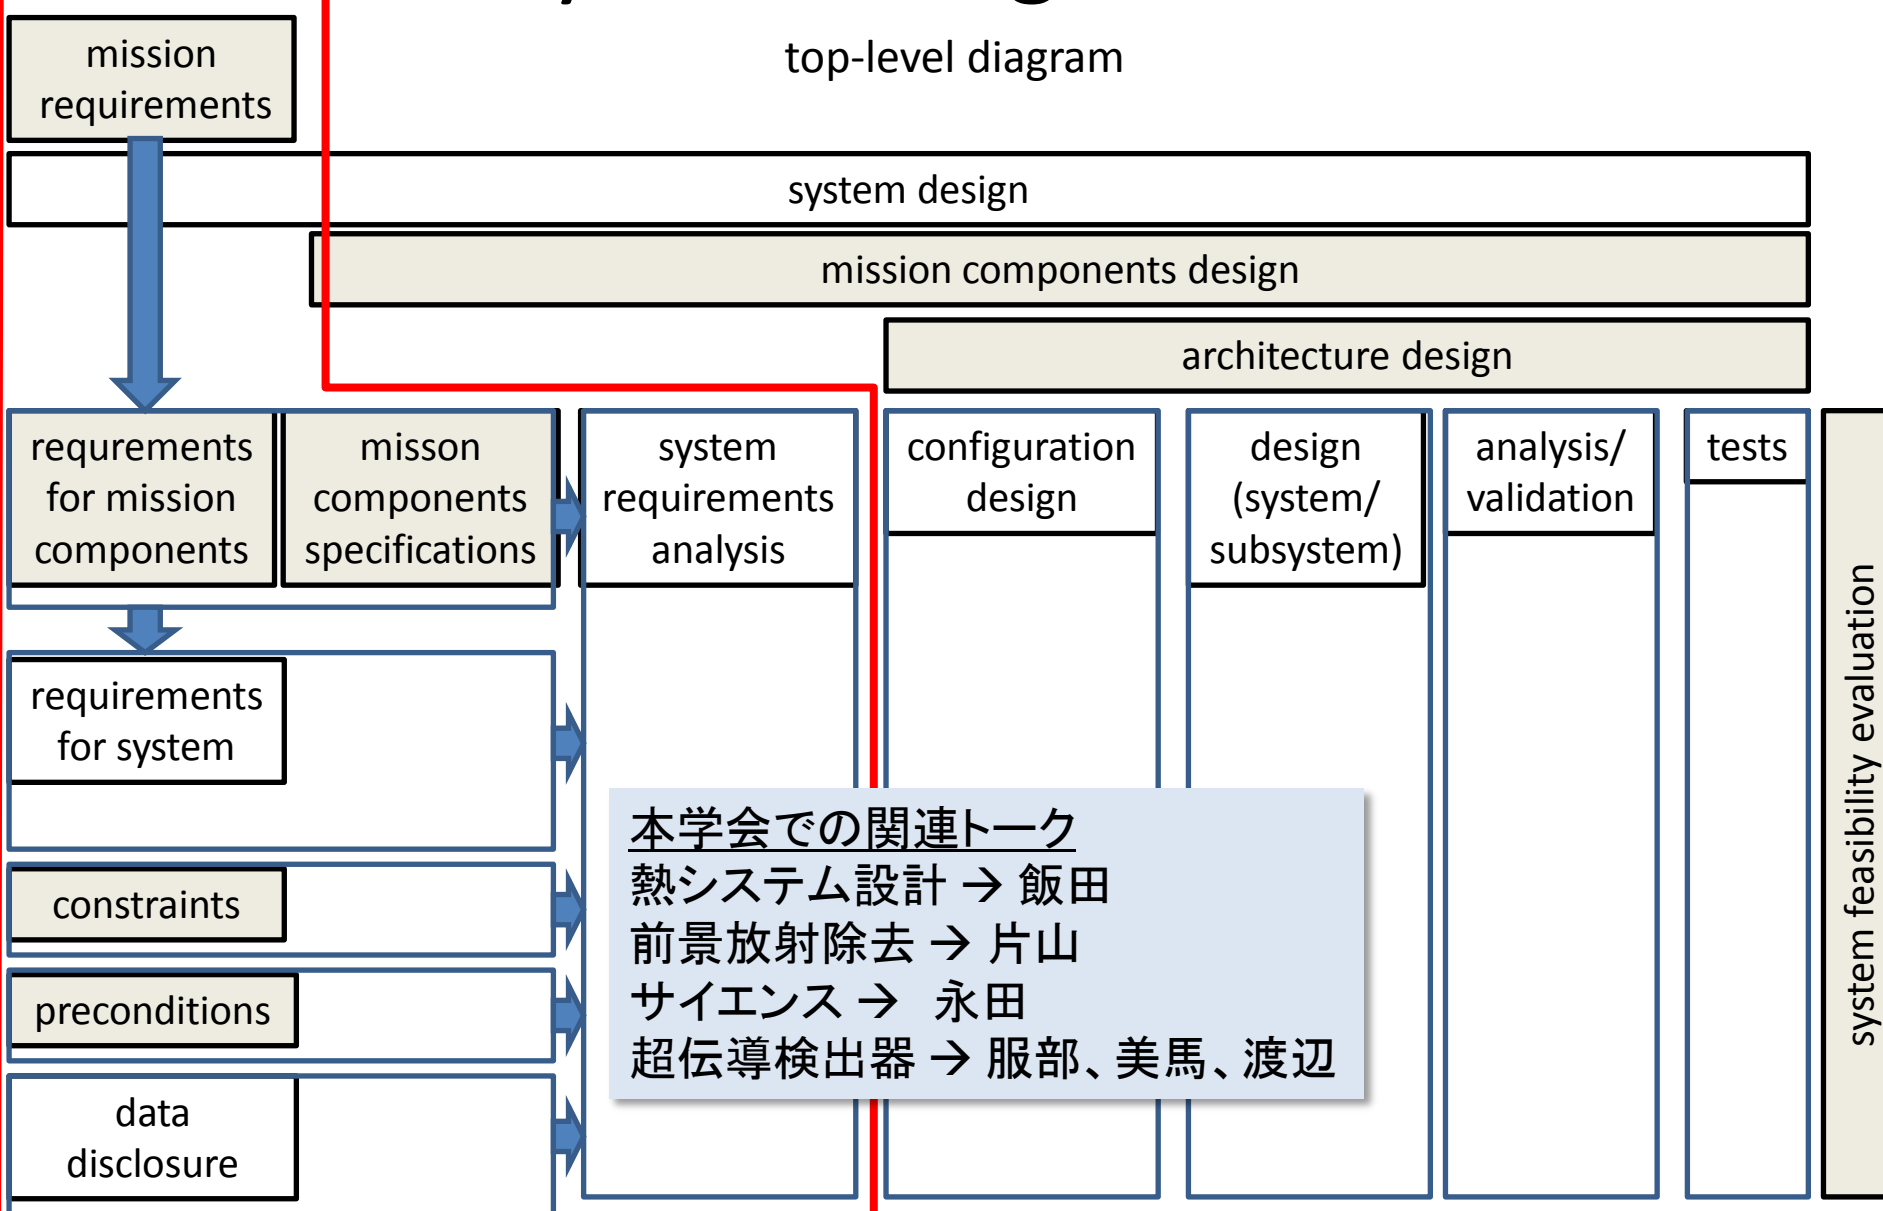 mission
requirements
top-level diagram
system design
mission components design
architecture design
requrements
for mission
components
misson
components
specifications
system
requirements
analysis
configuration
design
design
(system/
subsystem)
analysis/
validation
tests
system feasibility evaluation
requirements
for system
constraints
preconditions
data
disclosure
本学会での関連トーク
熱システム設計 → 飯田
前景放射除去 → 片山
サイエンス → 永田
超伝導検出器 → 服部、美馬、渡辺